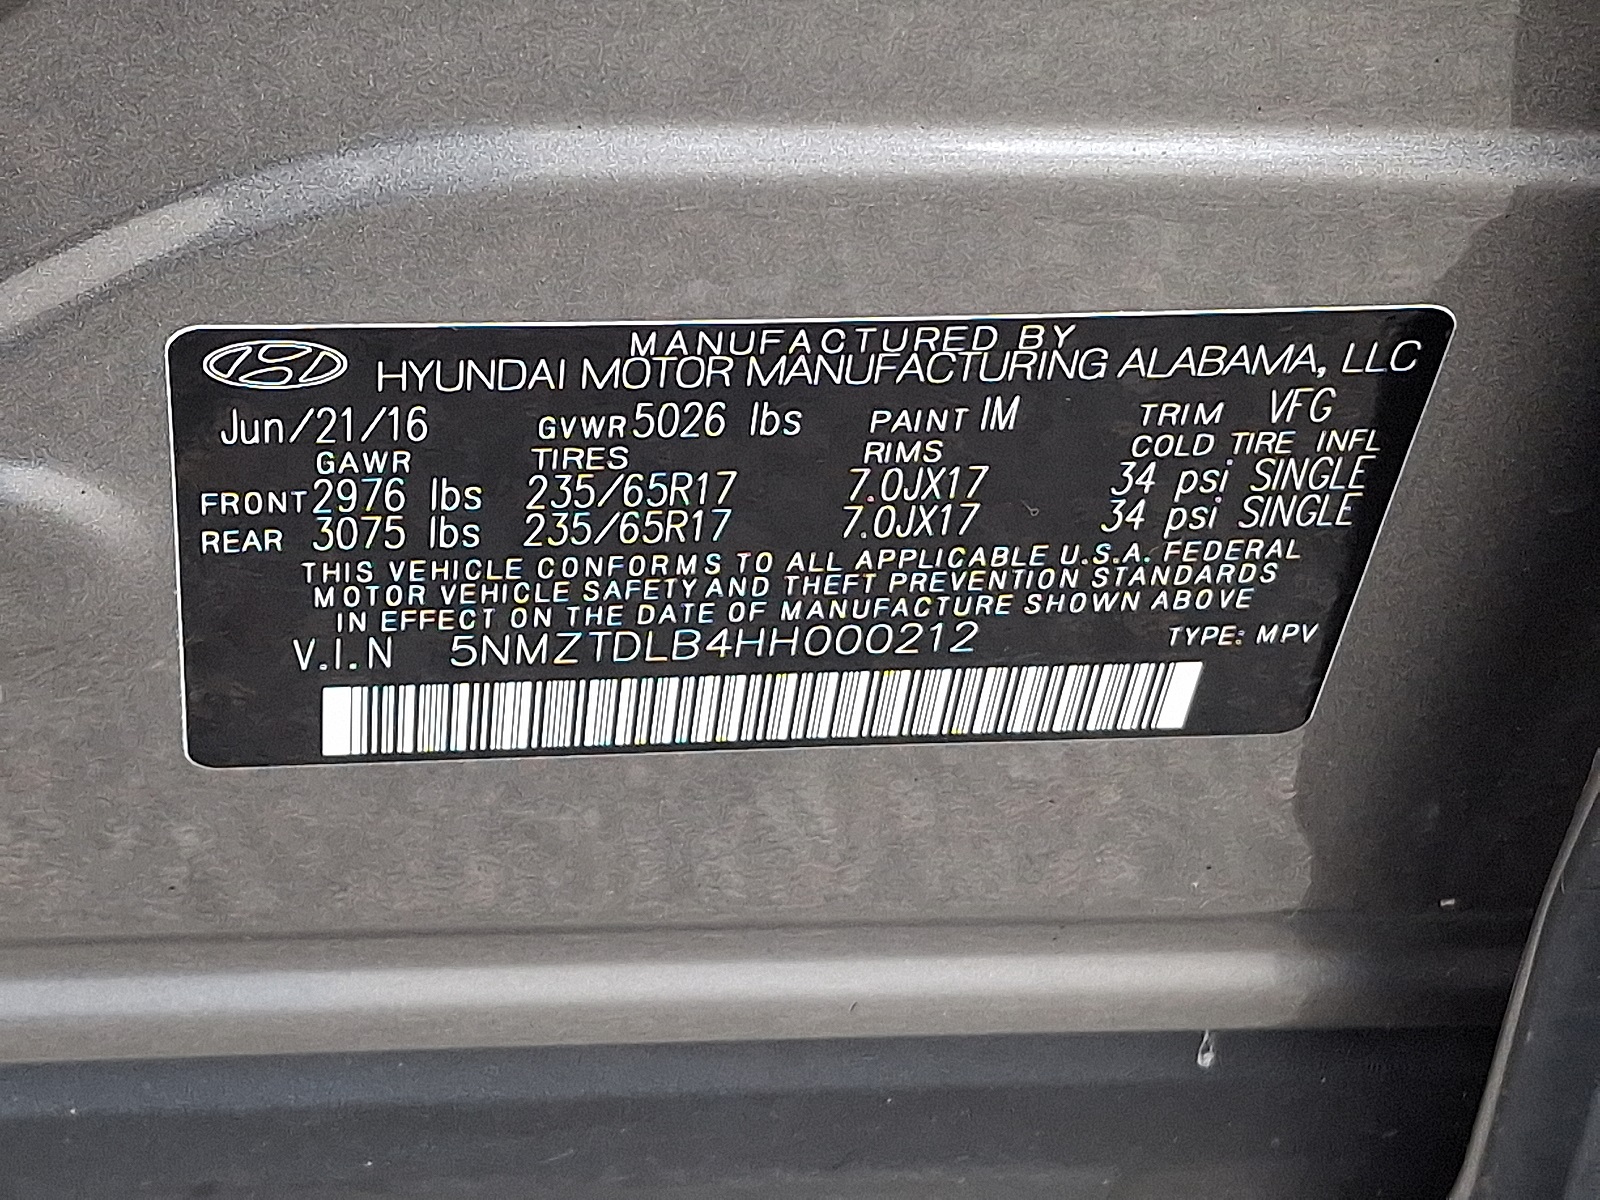 MANUFACTURED BY
HYUNDAI MOTOR MANUFACTURING ALABAMA, LLC
Jun/21/16 GVWR 5026 lbs PAINT IM TRIM VFG
GAWR TIRES RIMS COLD TIRE INFL
FRONT 2976 lbs 235/65R17 7.0JX17 34 psi SINGLE
REAR 3075 lbs 235/65R17 7.0JX17 34 psi SINGLE
THIS VEHICLE CONFORMS TO ALL APPLICABLE U.S.A. FEDERAL
MOTOR VEHICLE SAFETY AND THEFT PREVENTION STANDARDS
IN EFFECT ON THE DATE OF MANUFACTURE SHOWN ABOVE
V.I.N 5NMZTDLB4HH000212 TYPE: MPV